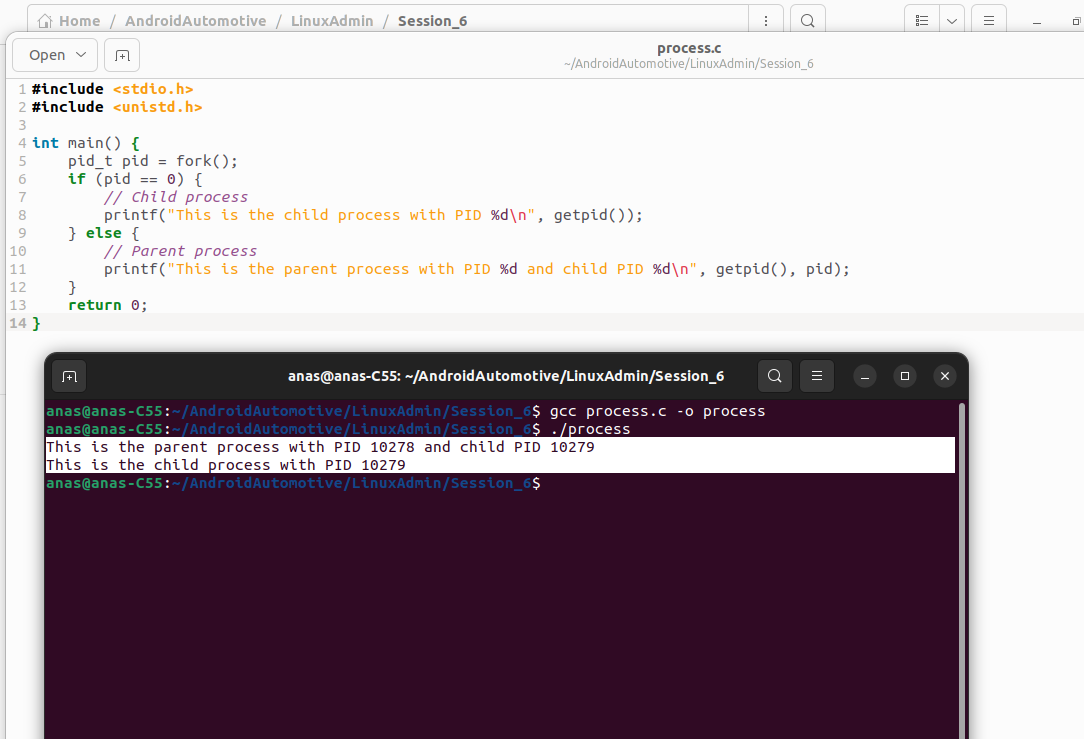 Home / AndroidAutomotive / LinuxAdmin / Session_6
Open
process.c
~/AndroidAutomotive/LinuxAdmin/Session_6
1 #include <stdio.h>
2 #include <unistd.h>
3
4 int main() {
5     pid_t pid = fork();
6     if (pid == 0) {
7         // Child process
8         printf("This is the child process with PID %d\n", getpid());
9     } else {
10         // Parent process
11         printf("This is the parent process with PID %d and child PID %d\n", getpid(), pid);
12     }
13     return 0;
14 }
anas@anas-C55: ~/AndroidAutomotive/LinuxAdmin/Session_6
anas@anas-C55:~/AndroidAutomotive/LinuxAdmin/Session_6$ gcc process.c -o process
anas@anas-C55:~/AndroidAutomotive/LinuxAdmin/Session_6$ ./process
This is the parent process with PID 10278 and child PID 10279
This is the child process with PID 10279
anas@anas-C55:~/AndroidAutomotive/LinuxAdmin/Session_6$